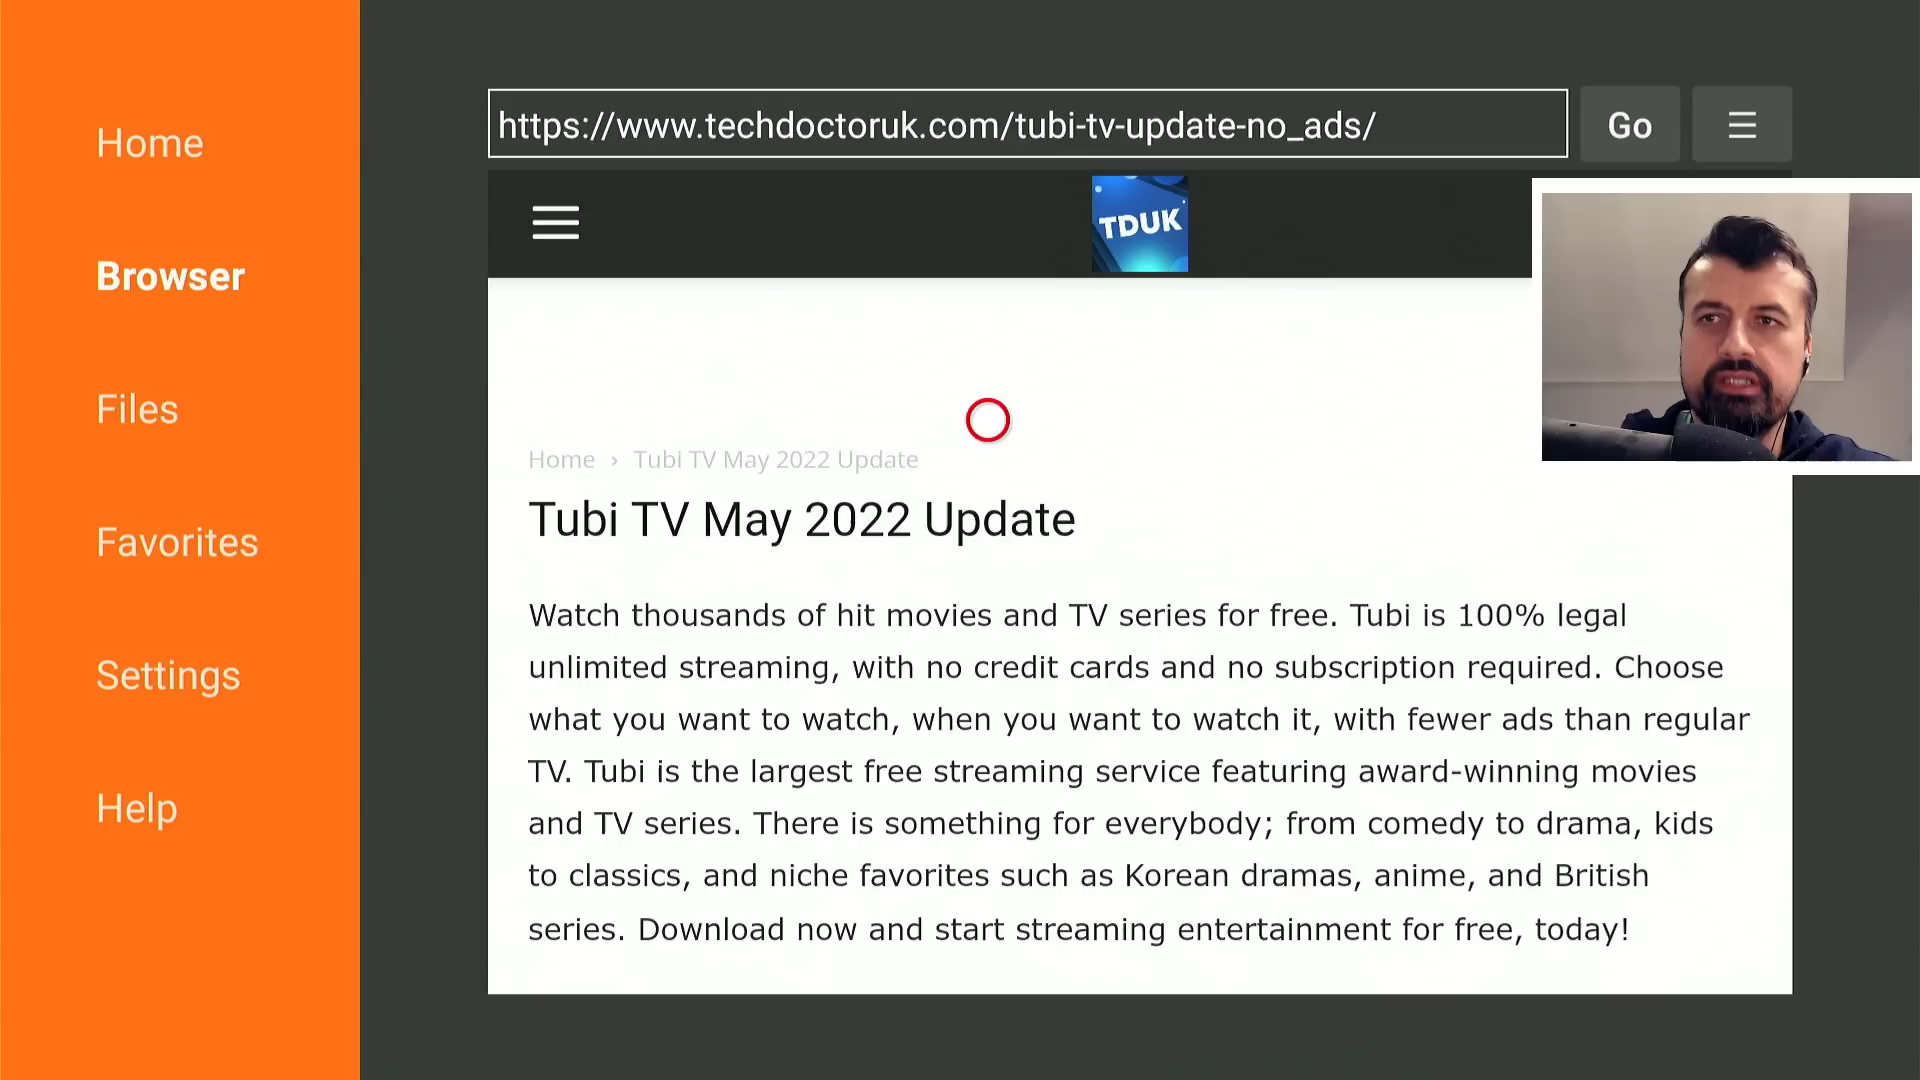 Home
Browser
Files
Favorites
Settings
Help
https://www.techdoctoruk.com/tubi-tv-update-no_ads/
Go
TDUK
Home › Tubi TV May 2022 Update
Tubi TV May 2022 Update
Watch thousands of hit movies and TV series for free. Tubi is 100% legal
unlimited streaming, with no credit cards and no subscription required. Choose
what you want to watch, when you want to watch it, with fewer ads than regular
TV. Tubi is the largest free streaming service featuring award-winning movies
and TV series. There is something for everybody; from comedy to drama, kids
to classics, and niche favorites such as Korean dramas, anime, and British
series. Download now and start streaming entertainment for free, today!